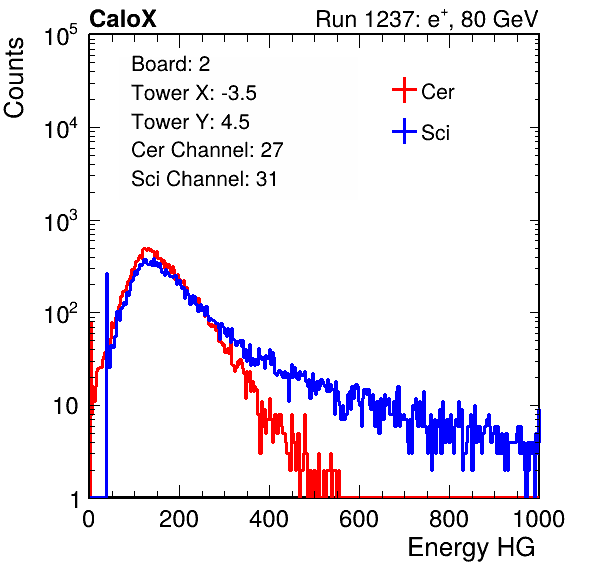 CaloX Run 1237: e⁺, 80 GeV
Counts
10⁵
10⁴
10³
10²
10
1
Board: 2
Tower X: -3.5
Tower Y: 4.5
Cer Channel: 27
Sci Channel: 31
Cer
Sci
0 200 400 600 800 1000
Energy HG